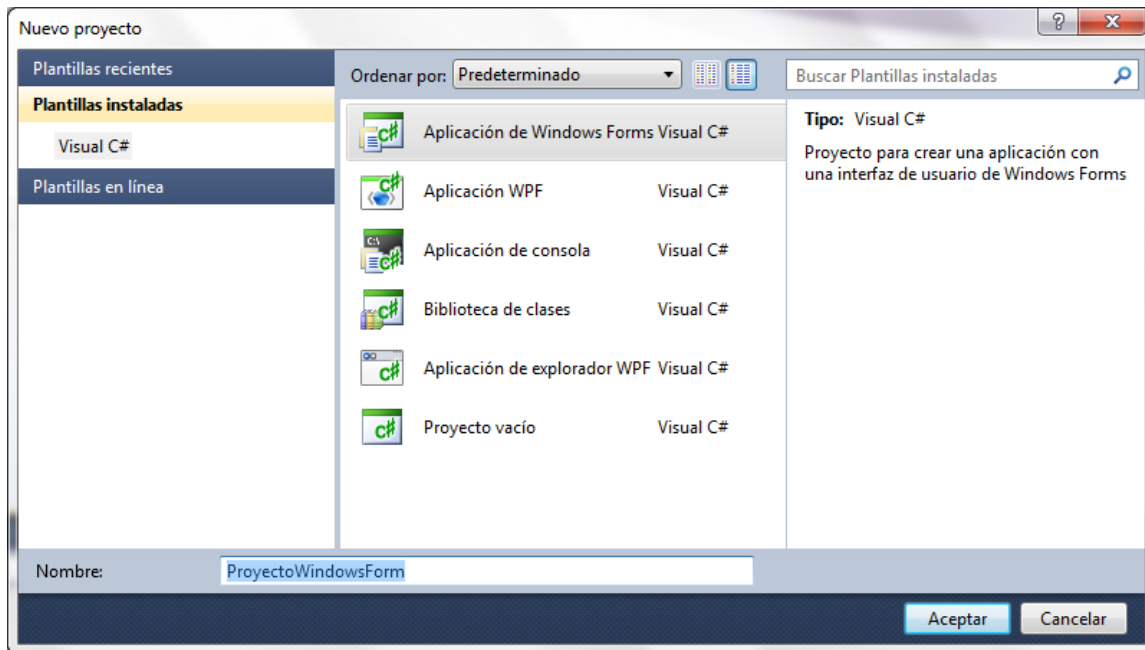 Nuevo proyecto
Plantillas recientes
Plantillas instaladas
Visual C#
Plantillas en línea
Ordenar por: Predeterminado
Buscar Plantillas instaladas
Aplicación de Windows Forms Visual C#
Aplicación WPF Visual C#
Aplicación de consola Visual C#
Biblioteca de clases Visual C#
Aplicación de explorador WPF Visual C#
Proyecto vacío Visual C#
Tipo: Visual C#
Proyecto para crear una aplicación con
una interfaz de usuario de Windows Forms
Nombre: ProyectoWindowsForm
Aceptar Cancelar